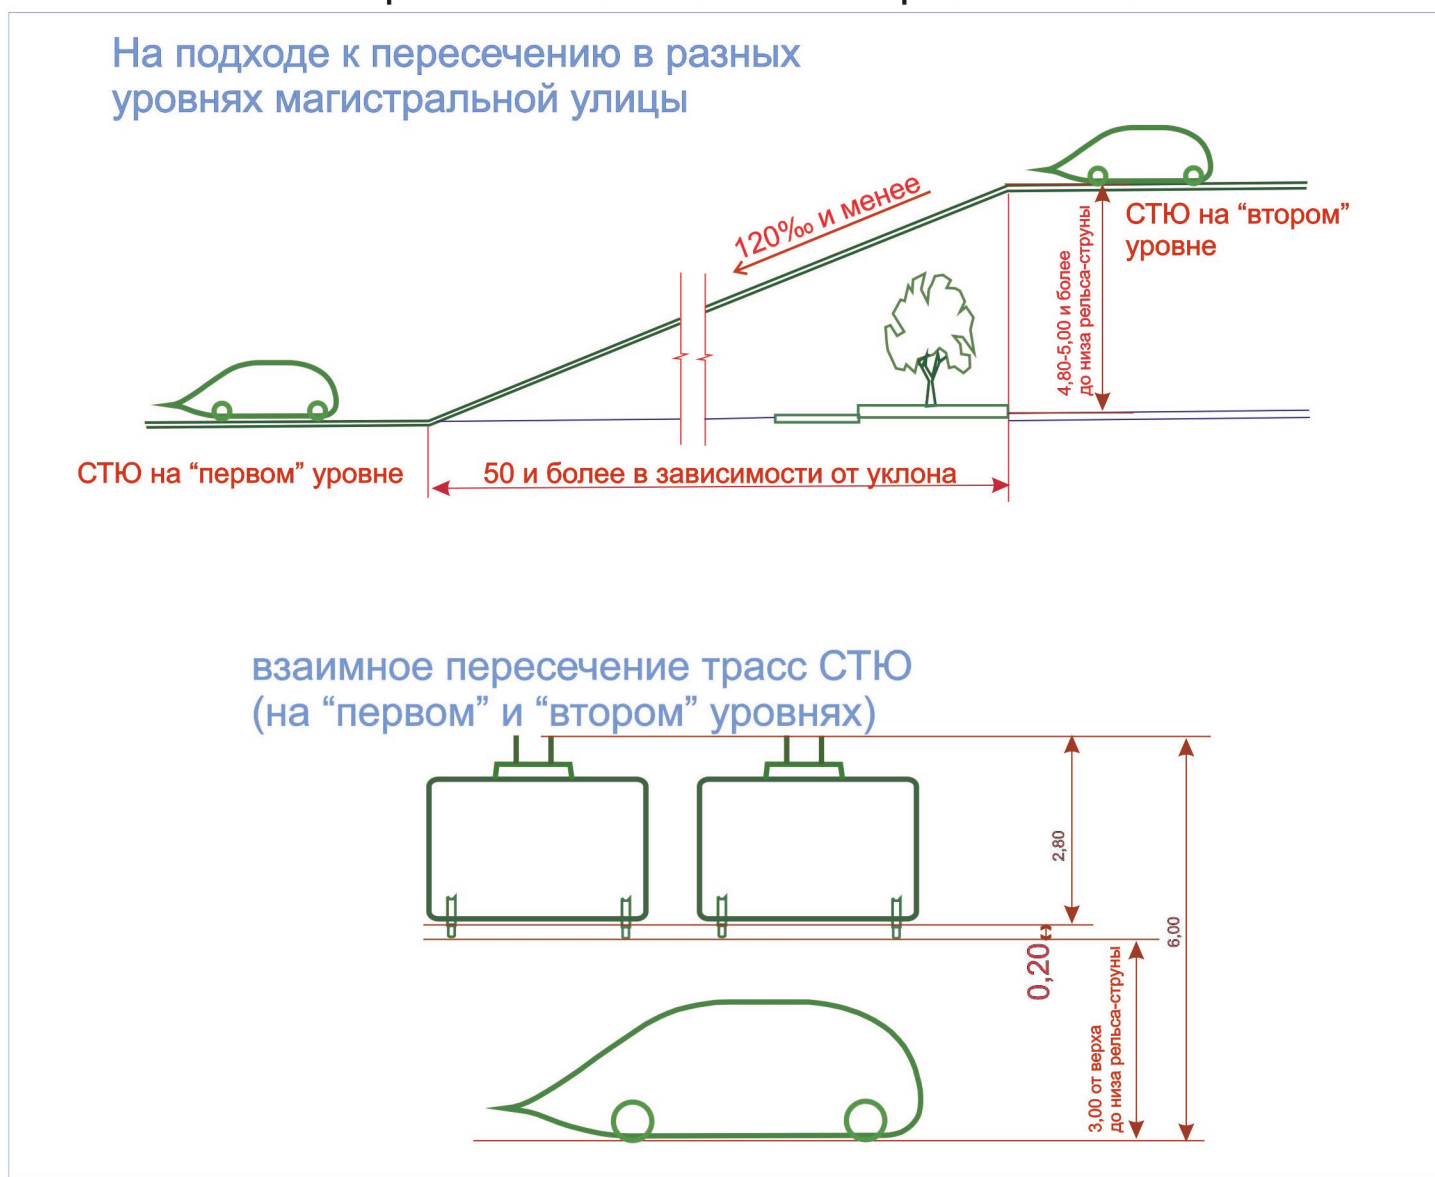 На подходе к пересечению в разных
уровнях магистральной улицы
120‰ и менее
СТЮ на “втором”
уровне
4,80-5,00 и более
до низа рельса-струны
СТЮ на “первом” уровне
50 и более в зависимости от уклона
взаимное пересечение трасс СТЮ
(на “первом” и “втором” уровнях)
2,80
6,00
0,20
3,00 от верха
до низа рельса-струны